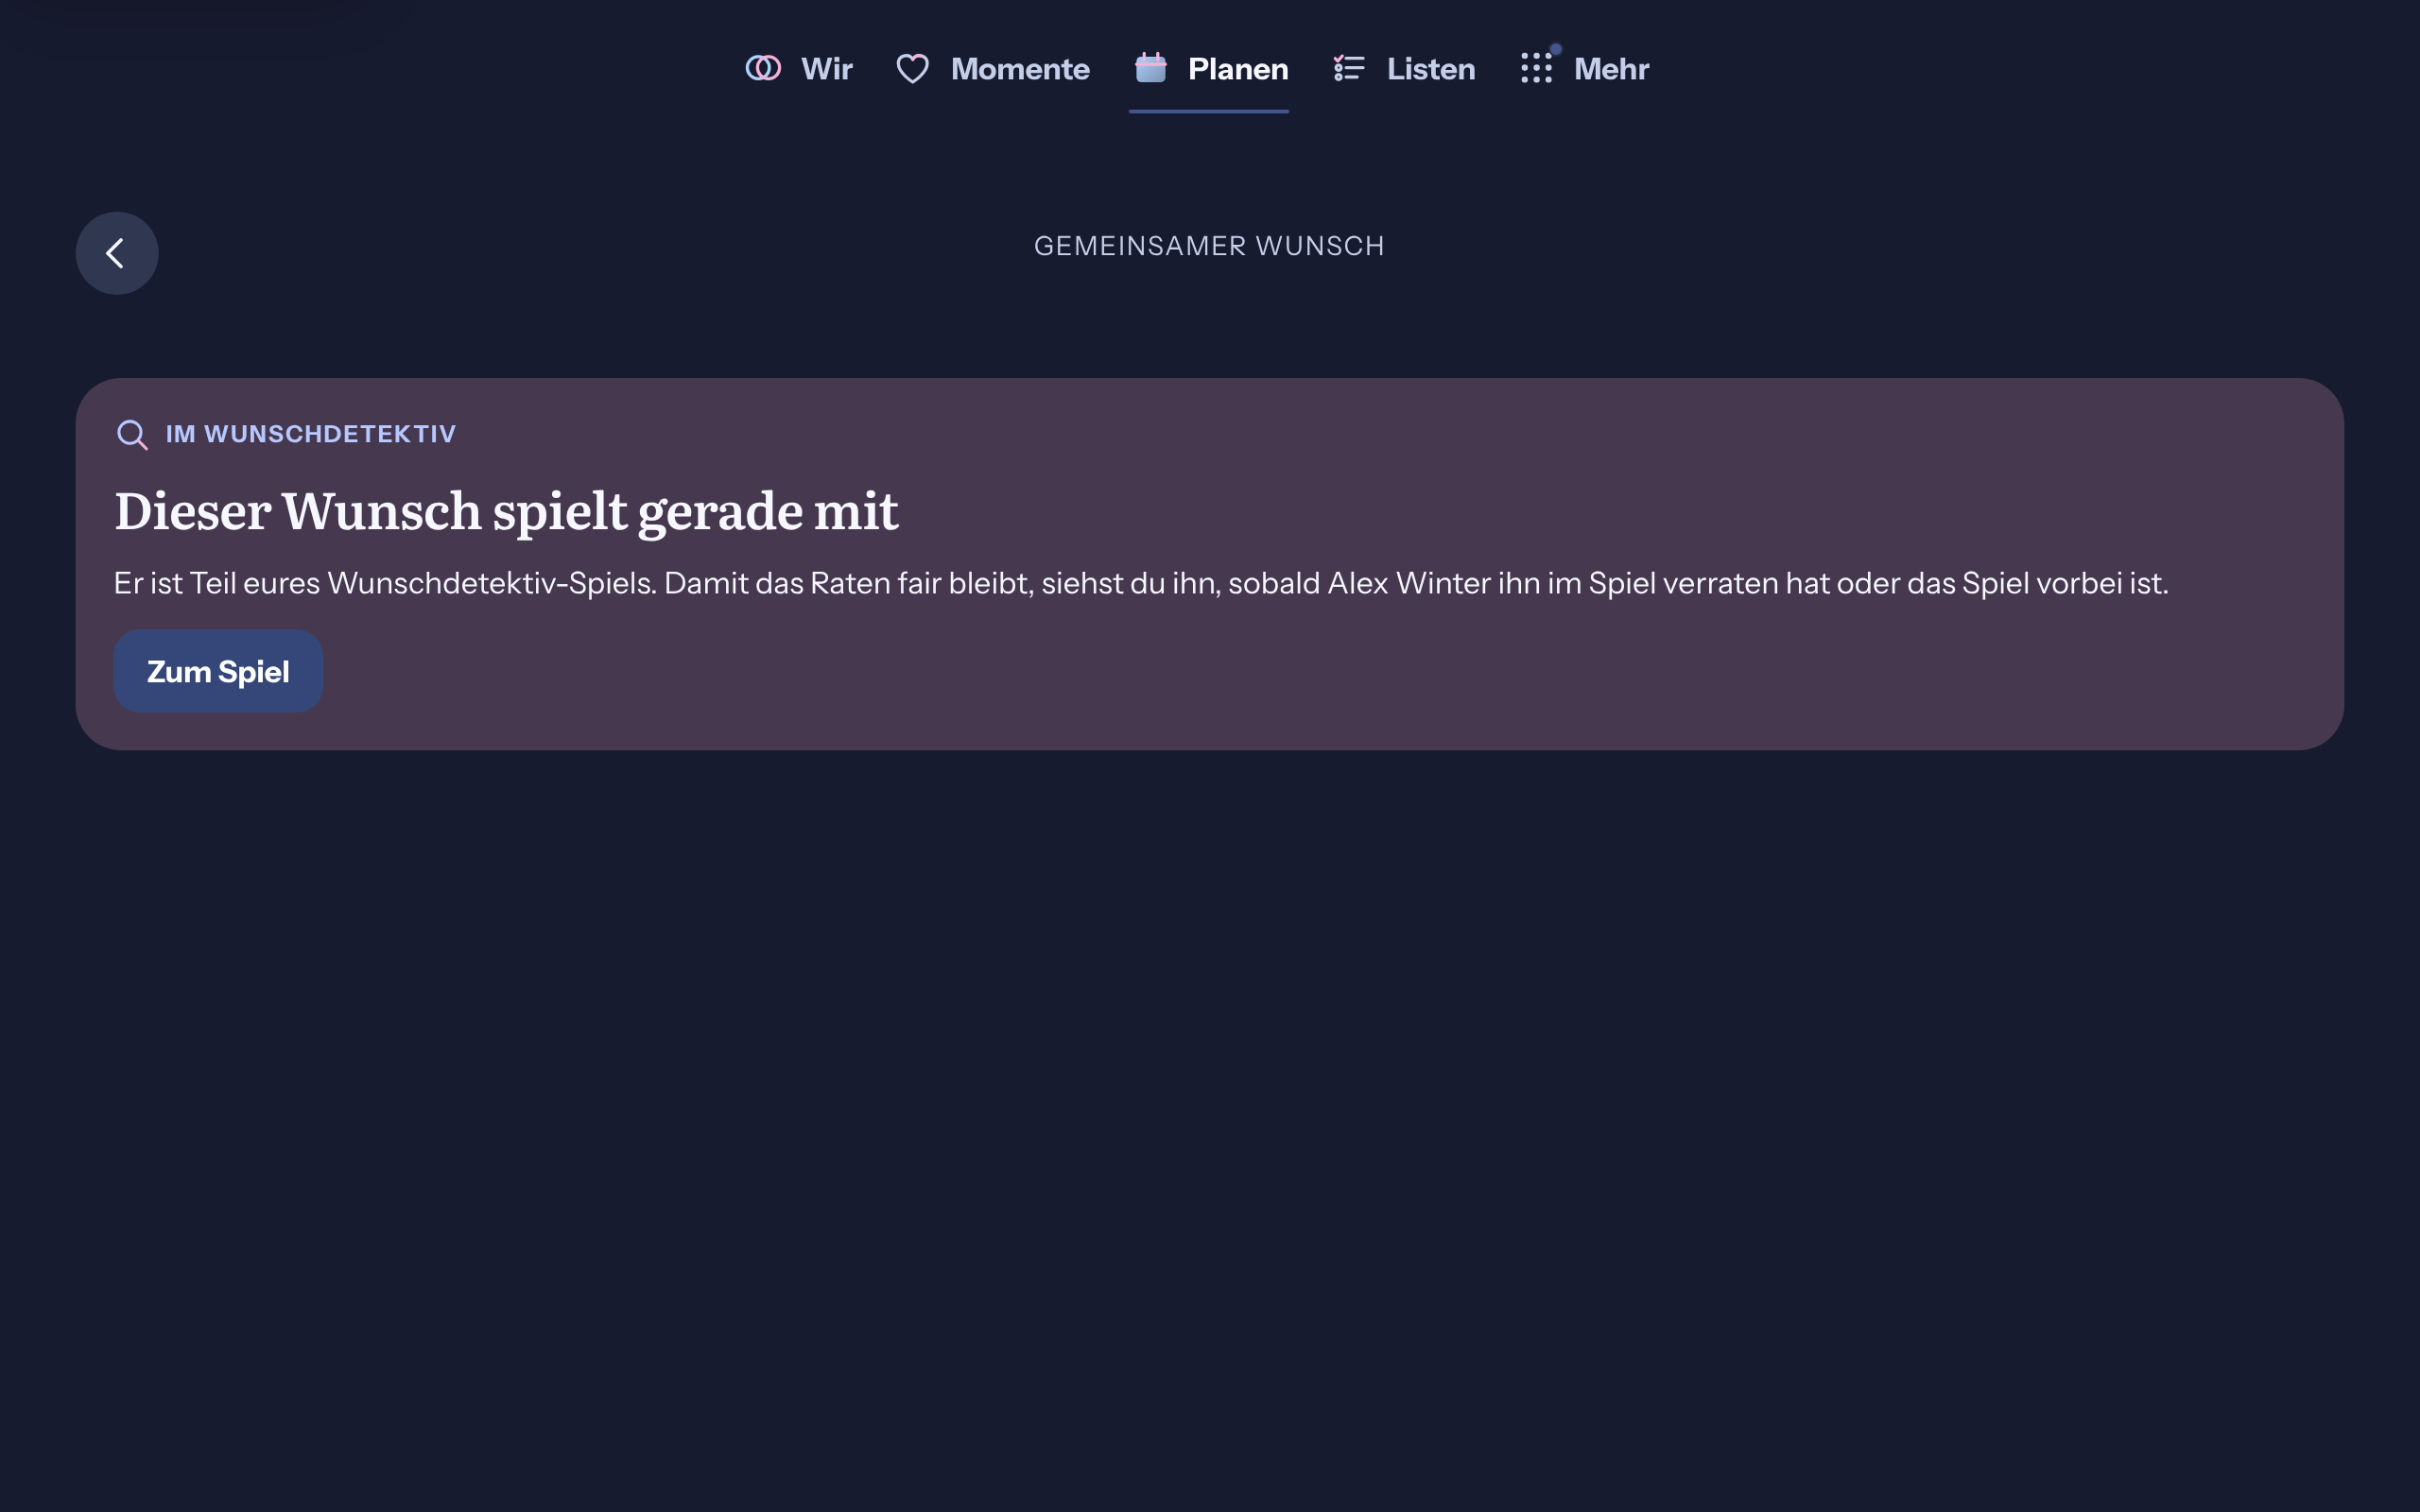 Wir
Momente
Planen
Listen
Mehr
GEMEINSAMER WUNSCH
IM WUNSCHDETEKTIV
Dieser Wunsch spielt gerade mit
Er ist Teil eures Wunschdetektiv-Spiels. Damit das Raten fair bleibt, siehst du ihn, sobald Alex Winter ihn im Spiel verraten hat oder das Spiel vorbei ist.
Zum Spiel